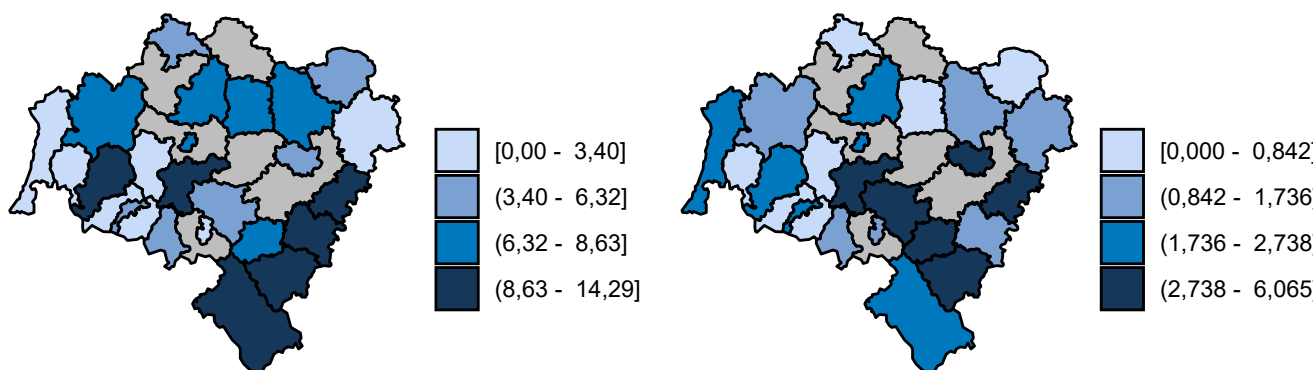 [0,00 - 3,40]
(3,40 - 6,32]
(6,32 - 8,63]
(8,63 - 14,29]
[0,000 - 0,842]
(0,842 - 1,736]
(1,736 - 2,738]
(2,738 - 6,065]